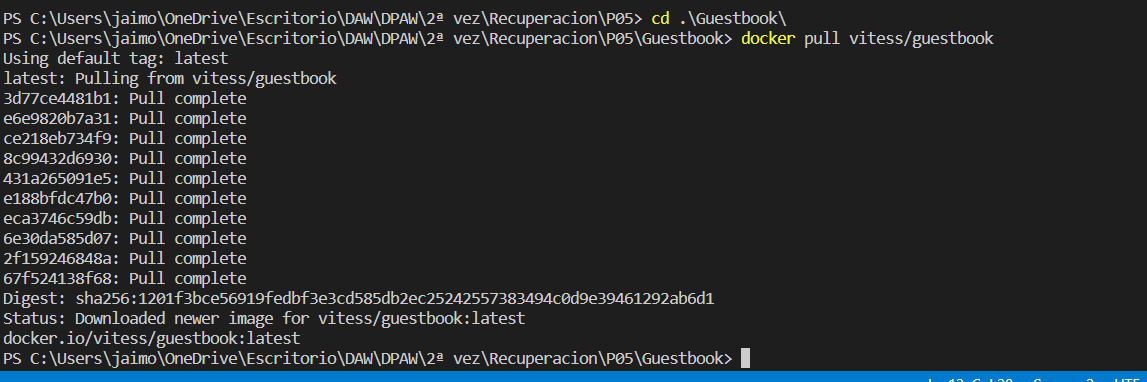 PS C:\Users\jaimo\OneDrive\Escritorio\DAW\DPAW\2ª vez\Recuperacion\P05> cd .\Guestbook\
PS C:\Users\jaimo\OneDrive\Escritorio\DAW\DPAW\2ª vez\Recuperacion\P05\Guestbook> docker pull vitess/guestbook
Using default tag: latest
latest: Pulling from vitess/guestbook
3d77ce4481b1: Pull complete
e6e9820b7a31: Pull complete
ce218eb734f9: Pull complete
8c99432d6930: Pull complete
431a265091e5: Pull complete
e188bfdc47b0: Pull complete
eca3746c59db: Pull complete
6e30da585d07: Pull complete
2f159246848a: Pull complete
67f524138f68: Pull complete
Digest: sha256:1201f3bce56919fedbf3e3cd585db2ec25242557383494c0d9e39461292ab6d1
Status: Downloaded newer image for vitess/guestbook:latest
docker.io/vitess/guestbook:latest
PS C:\Users\jaimo\OneDrive\Escritorio\DAW\DPAW\2ª vez\Recuperacion\P05\Guestbook>